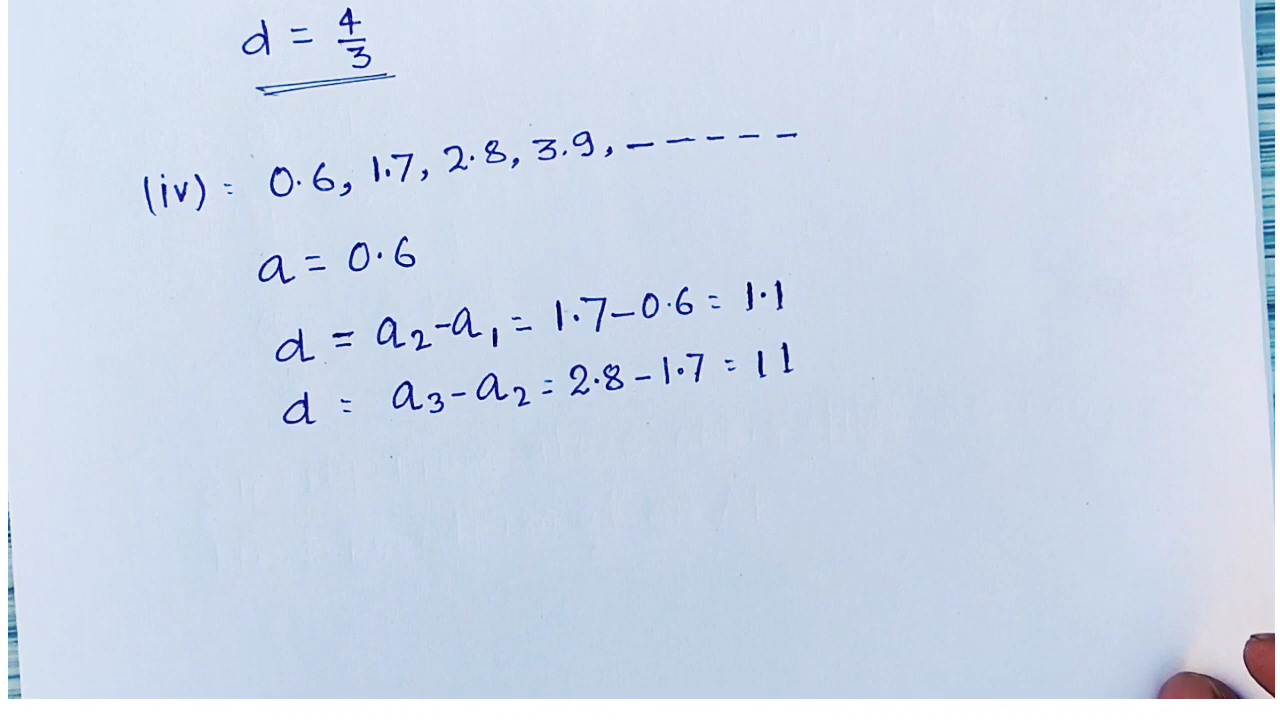 d = 4/3
(iv): 0.6, 1.7, 2.8, 3.9, -----
a = 0.6
d = a₂-a₁ = 1.7-0.6 = 1.1
d = a₃-a₂ = 2.8-1.7 = 11